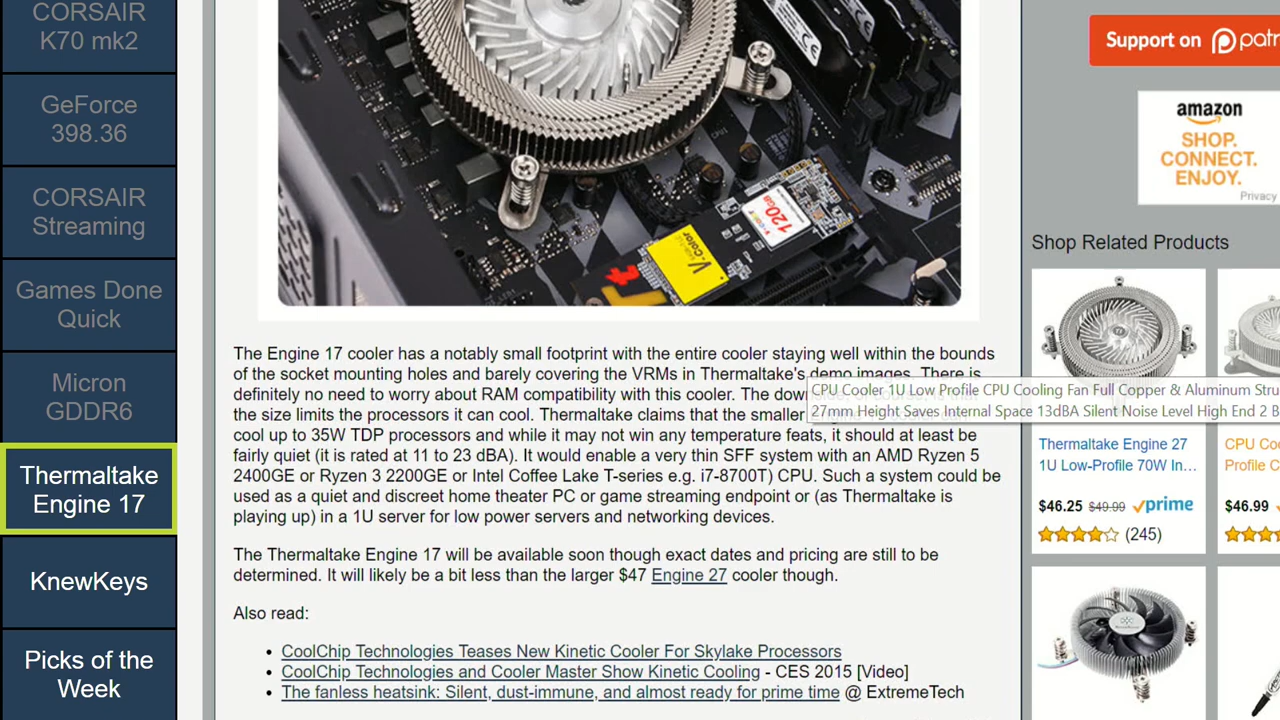 CORSAIR
K70 mk2
GeForce
398.36
CORSAIR
Streaming
Games Done
Quick
Micron
GDDR6
Thermaltake
Engine 17
KnewKeys
Picks of the
Week
120GB
V.Color
The Engine 17 cooler has a notably small footprint with the entire cooler staying well within the bounds
of the socket mounting holes and barely covering the VRMs in Thermaltake's demo images. There is
definitely no need to worry about RAM compatibility with this cooler. The
the size limits the processors it can cool. Thermaltake claims that the smaller
cool up to 35W TDP processors and while it may not win any temperature feats, it should at least be
fairly quiet (it is rated at 11 to 23 dBA). It would enable a very thin SFF system with an AMD Ryzen 5
2400GE or Ryzen 3 2200GE or Intel Coffee Lake T-series e.g. i7-8700T) CPU. Such a system could be
used as a quiet and discreet home theater PC or game streaming endpoint or (as Thermaltake is
playing up) in a 1U server for low power servers and networking devices.
The Thermaltake Engine 17 will be available soon though exact dates and pricing are still to be
determined. It will likely be a bit less than the larger $47 Engine 27 cooler though.
Also read:
• CoolChip Technologies Teases New Kinetic Cooler For Skylake Processors
• CoolChip Technologies and Cooler Master Show Kinetic Cooling - CES 2015 [Video]
• The fanless heatsink: Silent, dust-immune, and almost ready for prime time @ ExtremeTech
Support on
amazon
SHOP.
CONNECT.
ENJOY.
Privacy
Shop Related Products
CPU Cooler 1U Low Profile CPU Cooling Fan Full Copper & Aluminum Stru
27mm Height Saves Internal Space 13dBA Silent Noise Level High End 2 B
Thermaltake Engine 27
1U Low-Profile 70W In...
$46.25 $49.99 prime
(245)
CPU Co
Profile C
$46.99